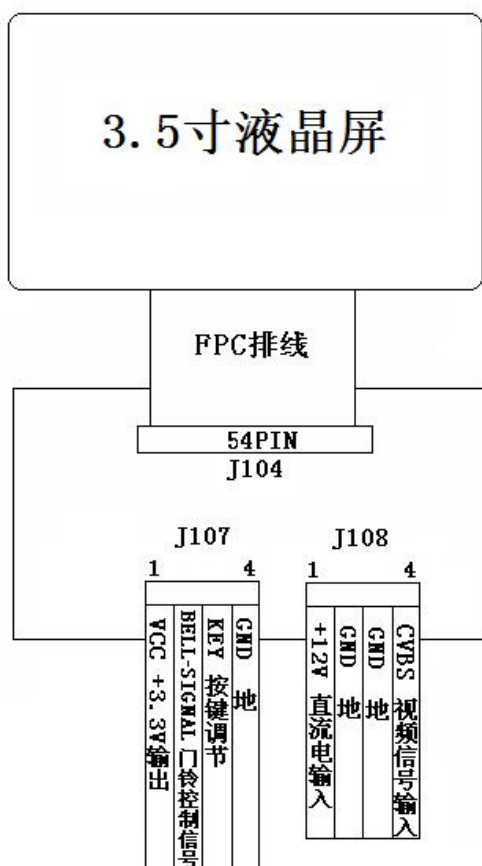 3.5寸液晶屏
FPC排线
54PIN
J104
J107
1 4
VCC +3.3V输出
BELL-SIGNAL 门铃控制信号
KEY 按键调节
GND 地
J108
1 4
+12V 直流电输入
GND 地
GND 地
CVBS 视频信号输入